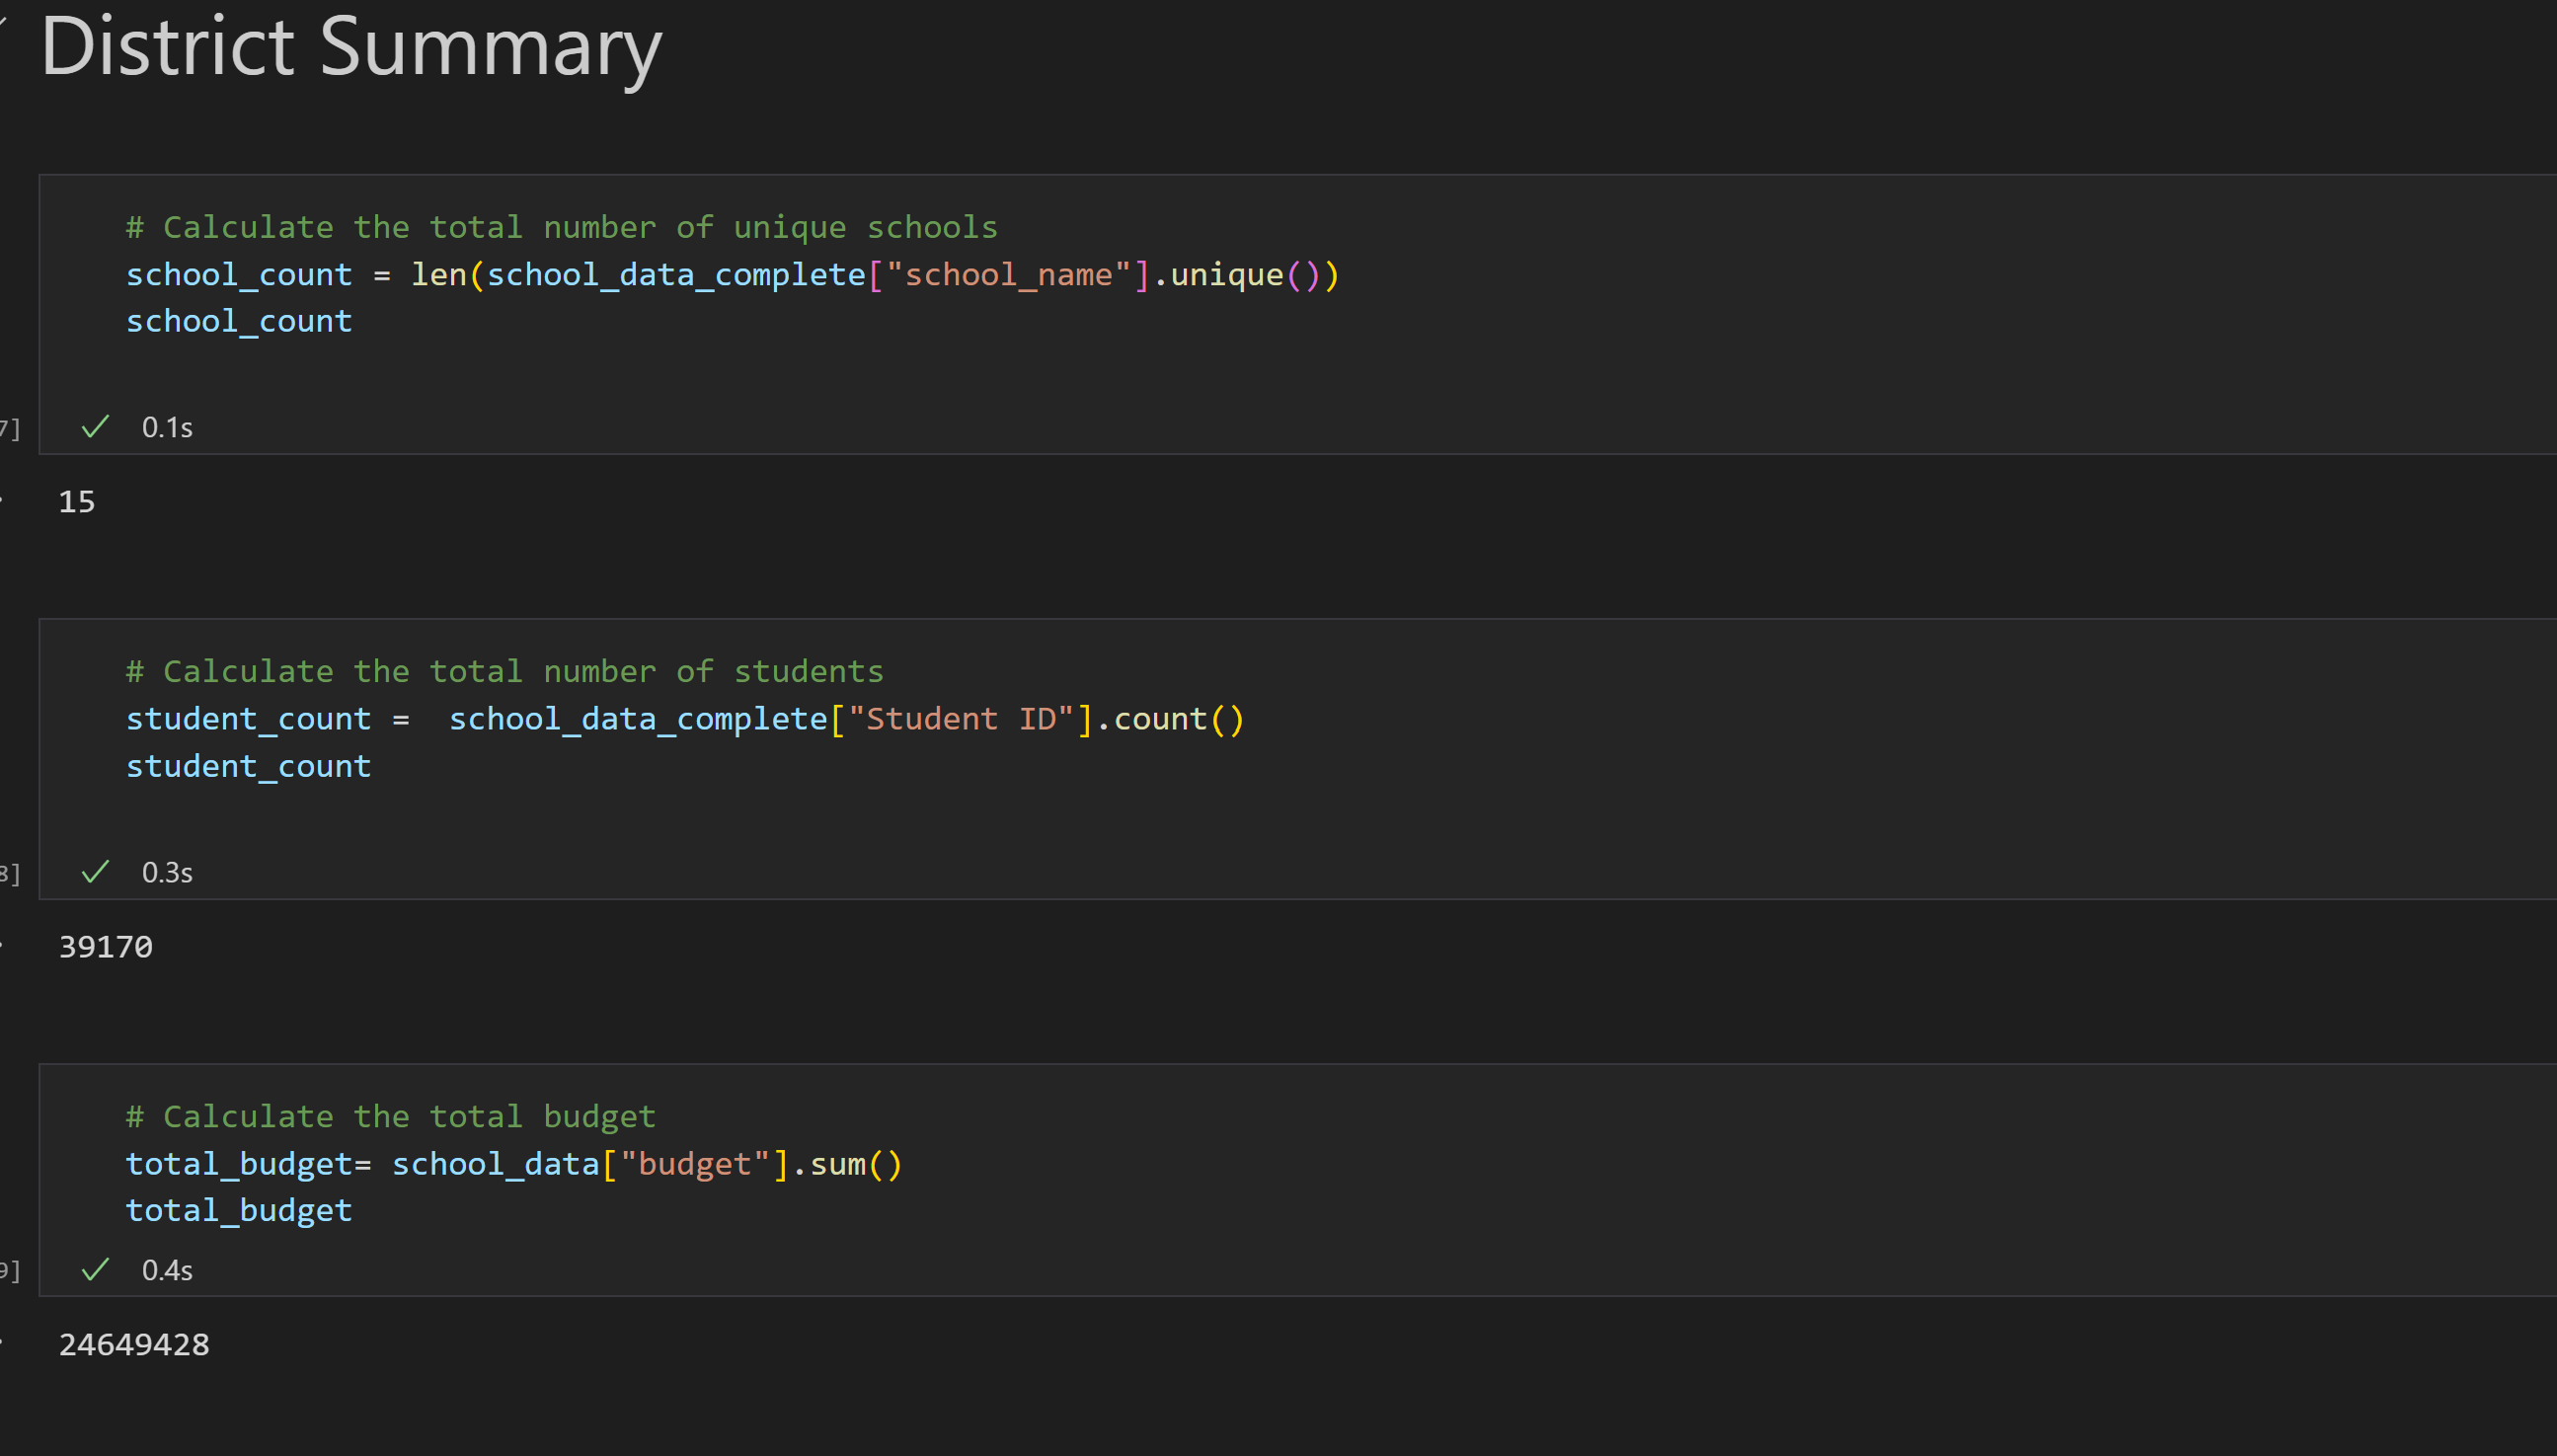 District Summary
# Calculate the total number of unique schools
school_count = len(school_data_complete["school_name"].unique())
school_count
7]
0.1s
15
# Calculate the total number of students
student_count =  school_data_complete["Student ID"].count()
student_count
8]
0.3s
39170
# Calculate the total budget
total_budget= school_data["budget"].sum()
total_budget
9]
0.4s
24649428